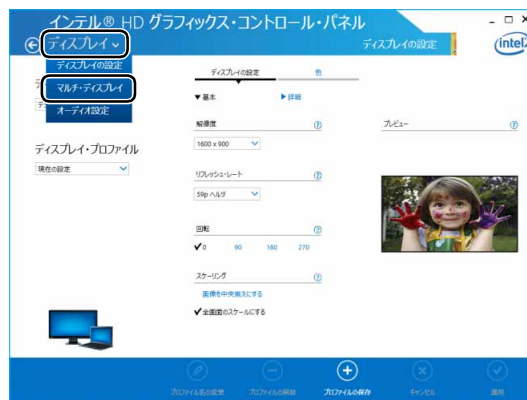 インテル® HD グラフィックス・コントロール・パネル
ディスプレイ
ディスプレイの設定
intel
ディスプレイの設定
マルチ・ディスプレイ
オーディオ設定
ディスプレイ・プロファイル
現在の設定
ディスプレイの設定
色
▼ 基本
▶ 詳細
解像度
1600 x 900
リフレッシュ・レート
59p ヘルツ
回転
✔ 0 90 180 270
スケーリング
画像を中央揃えにする
✔ 全画面のスケールにする
プレビュー
プロファイル名の変更
プロファイルの削除
プロファイルの保存
キャンセル
適用